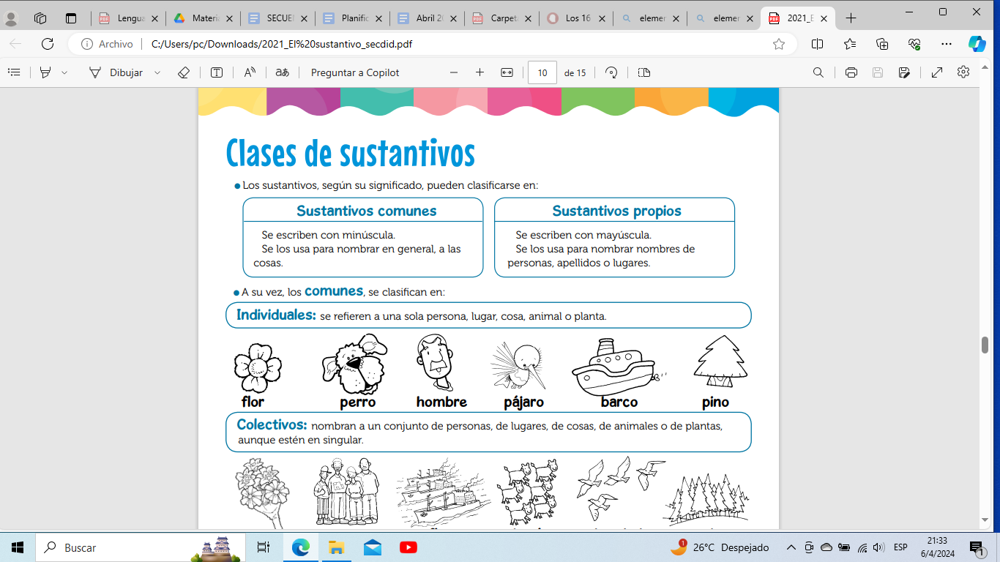 Lengua
Materia
SECUEN
Planific
Abril 20
Carpeta
Los 16
elemen
elemen
2021_E
Archivo
C:/Users/pc/Downloads/2021_El%20sustantivo_secdid.pdf
Dibujar
Preguntar a Copilot
10
de 15
Clases de sustantivos
Los sustantivos, según su significado, pueden clasificarse en:
Sustantivos comunes
Se escriben con minúscula.
Se los usa para nombrar en general, a las
cosas.
Sustantivos propios
Se escriben con mayúscula.
Se los usa para nombrar nombres de
personas, apellidos o lugares.
A su vez, los comunes, se clasifican en:
Individuales: se refieren a una sola persona, lugar, cosa, animal o planta.
flor perro hombre pájaro barco pino
Colectivos: nombran a un conjunto de personas, de lugares, de cosas, de animales o de plantas,
aunque estén en singular.
Buscar
1
26°C Despejado
ESP
21:33
6/4/2024
1